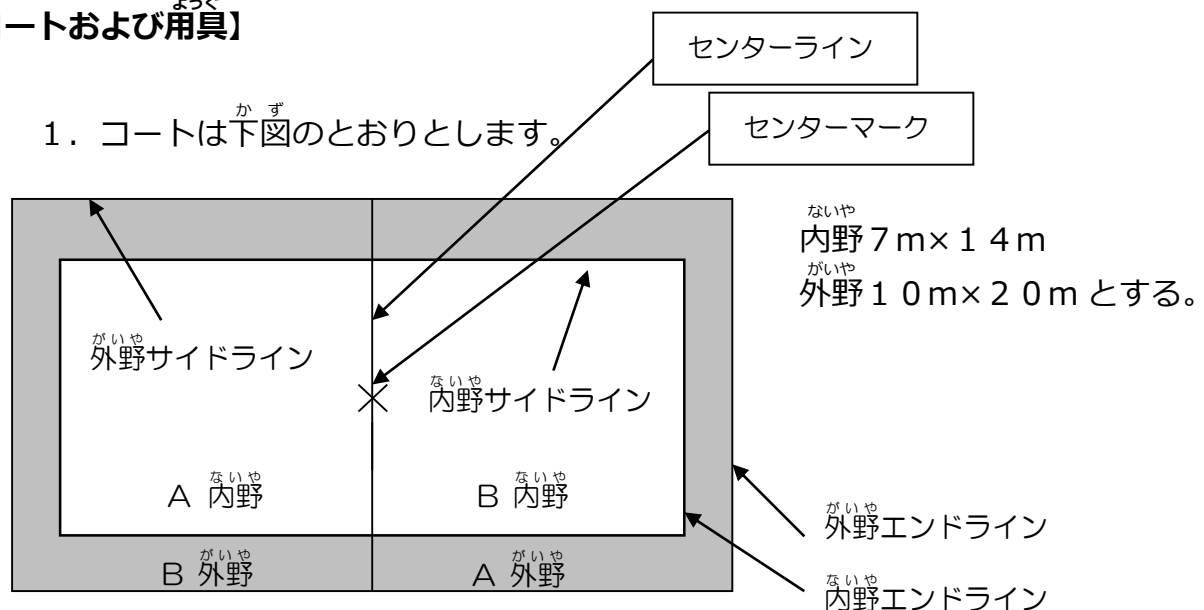 ートおよび用具】
センターライン
センターマーク
1．コートは下図のとおりとします。
内野7ｍ×14ｍ
外野10ｍ×20ｍとする。
外野サイドライン
内野サイドライン
A 内野
B 内野
B 外野
A 外野
外野エンドライン
内野エンドライン